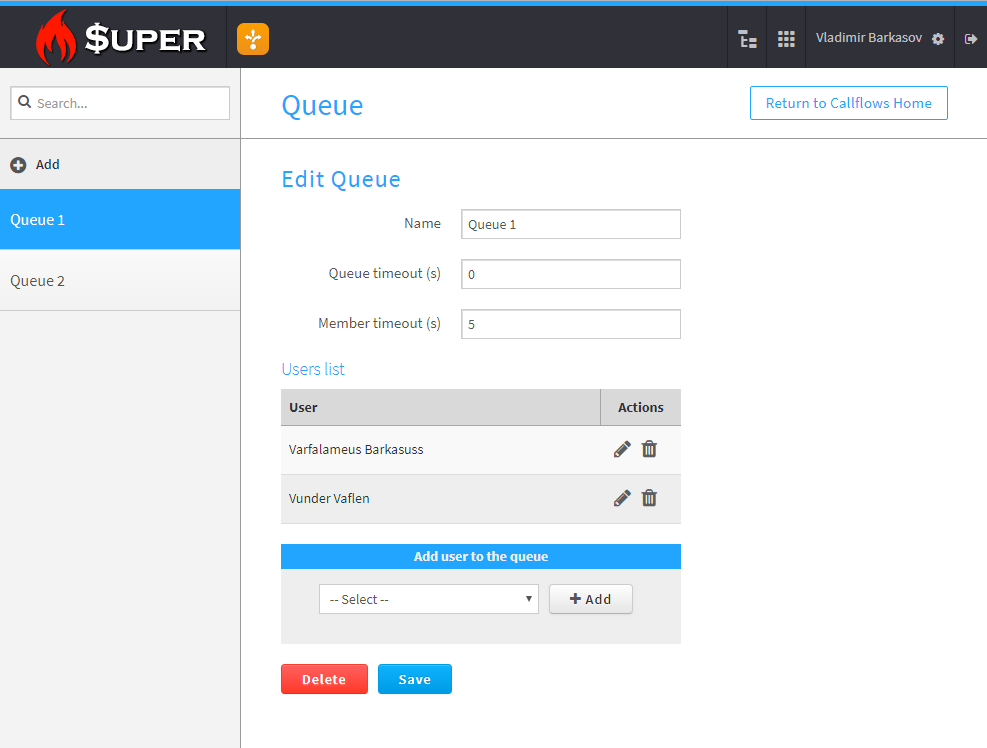 $UPER
Vladimir Barkasov
Search...
Queue
Return to Callflows Home
Add
Queue 1
Queue 2
Edit Queue
Name Queue 1
Queue timeout (s) 0
Member timeout (s) 5
Users list
User Actions
Varfalameus Barkasuss
Vunder Vaflen
Add user to the queue
-- Select -- Add
Delete Save